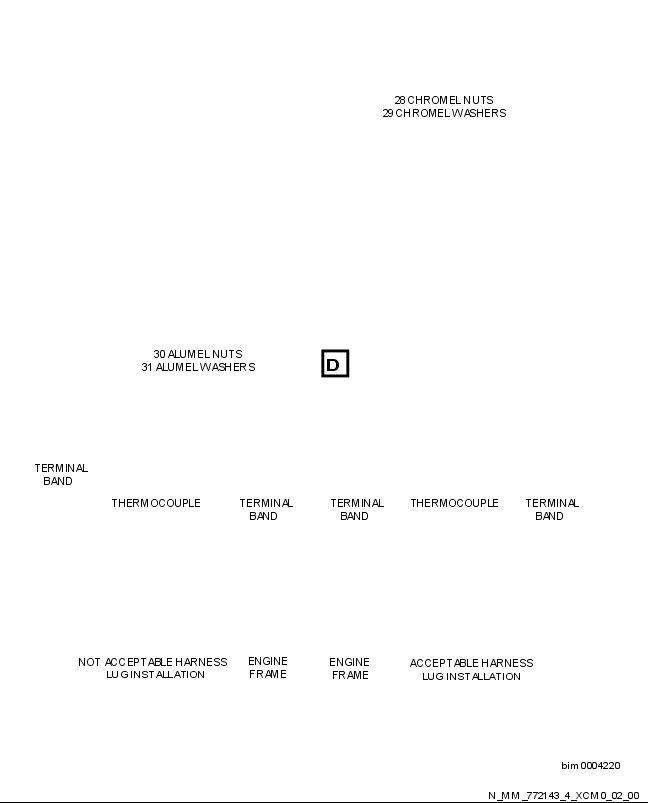 28 CHROMEL NUTS
29 CHROMEL WASHERS
30 ALUMEL NUTS
31 ALUMEL WASHERS
D
TERMINAL
BAND
THERMOCOUPLE
TERMINAL
BAND
TERMINAL
BAND
THERMOCOUPLE
TERMINAL
BAND
NOT ACCEPTABLE HARNESS
LUG INSTALLATION
ENGINE
FRAME
ENGINE
FRAME
ACCEPTABLE HARNESS
LUG INSTALLATION
bim0004220
N_MM_772143_4_XCM0_02_00